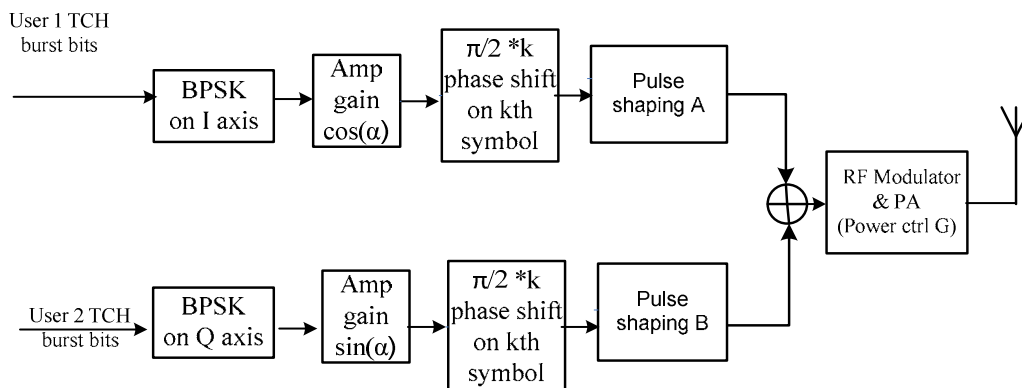 User 1 TCH
burst bits
BPSK
on I axis
Amp
gain
cos(α)
π/2 *k
phase shift
on kth
symbol
Pulse
shaping A
RF Modulator
& PA
(Power ctrl G)
User 2 TCH
burst bits
BPSK
on Q axis
Amp
gain
sin(α)
π/2 *k
phase shift
on kth
symbol
Pulse
shaping B